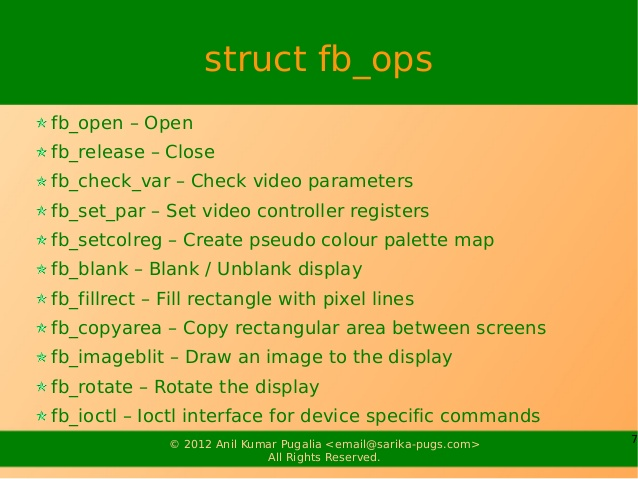 struct fb_ops
fb_open – Open
fb_release – Close
fb_check_var – Check video parameters
fb_set_par – Set video controller registers
fb_setcolreg – Create pseudo colour palette map
fb_blank – Blank / Unblank display
fb_fillrect – Fill rectangle with pixel lines
fb_copyarea – Copy rectangular area between screens
fb_imageblit – Draw an image to the display
fb_rotate – Rotate the display
fb_ioctl – Ioctl interface for device specific commands
© 2012 Anil Kumar Pugalia <email@sarika-pugs.com>
All Rights Reserved.
7